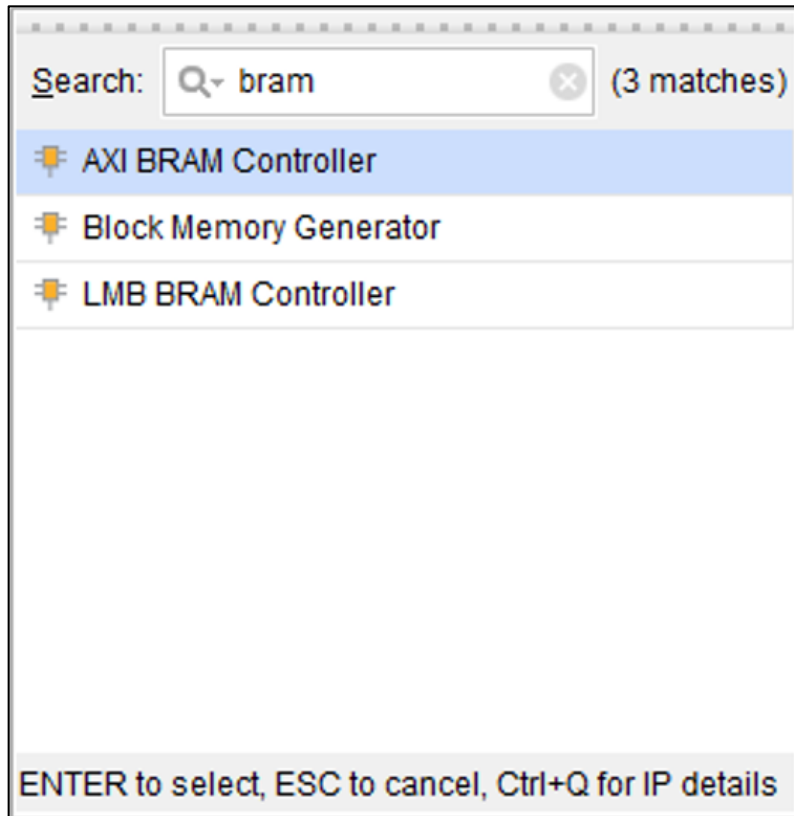 Search: bram (3 matches)
AXI BRAM Controller
Block Memory Generator
LMB BRAM Controller
ENTER to select, ESC to cancel, Ctrl+Q for IP details